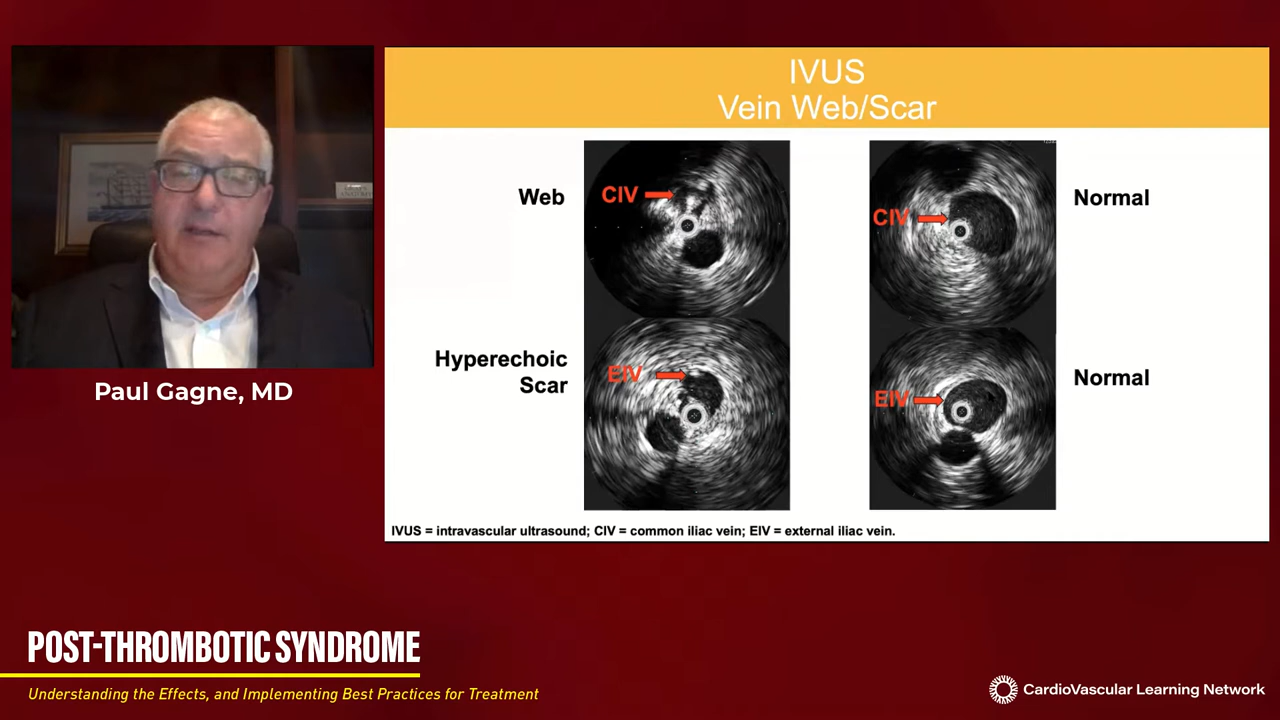 IVUS
Vein Web/Scar
Web
CIV
CIV
Normal
Hyperechoic
Scar
EIV
EIV
Normal
IVUS = intravascular ultrasound; CIV = common iliac vein; EIV = external iliac vein.
Paul Gagne, MD
POST-THROMBOTIC SYNDROME
Understanding the Effects, and Implementing Best Practices for Treatment
CardioVascular Learning Network